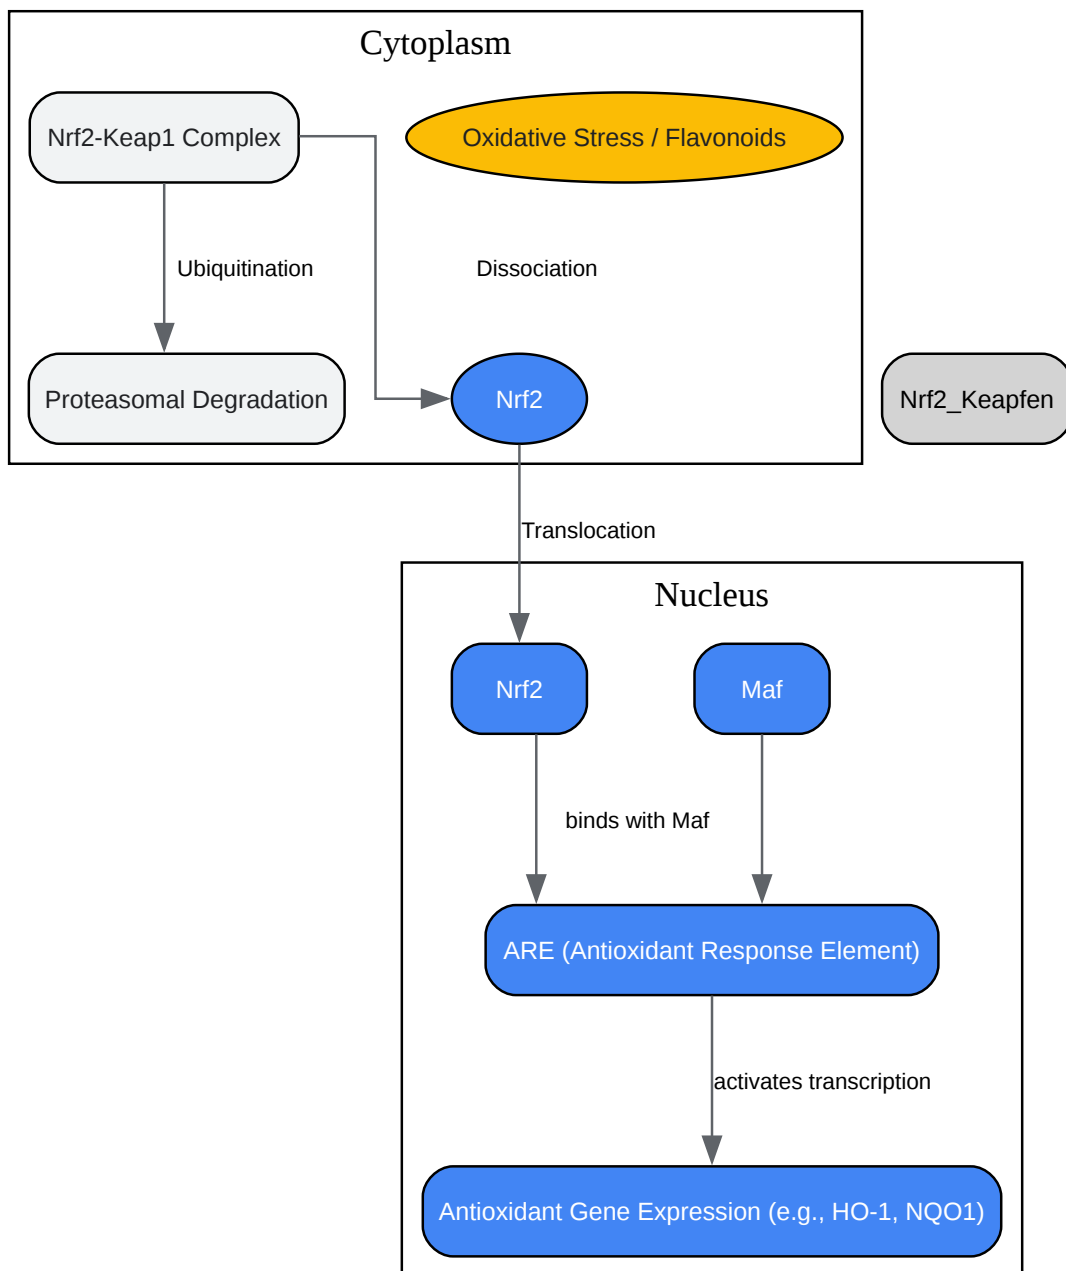 Cytoplasm
Nrf2-Keap1 Complex
Oxidative Stress / Flavonoids
Ubiquitination
Dissociation
Proteasomal Degradation
Nrf2
Nrf2_Keapfen
Translocation
Nucleus
Nrf2
Maf
binds with Maf
ARE (Antioxidant Response Element)
activates transcription
Antioxidant Gene Expression (e.g., HO-1, NQO1)